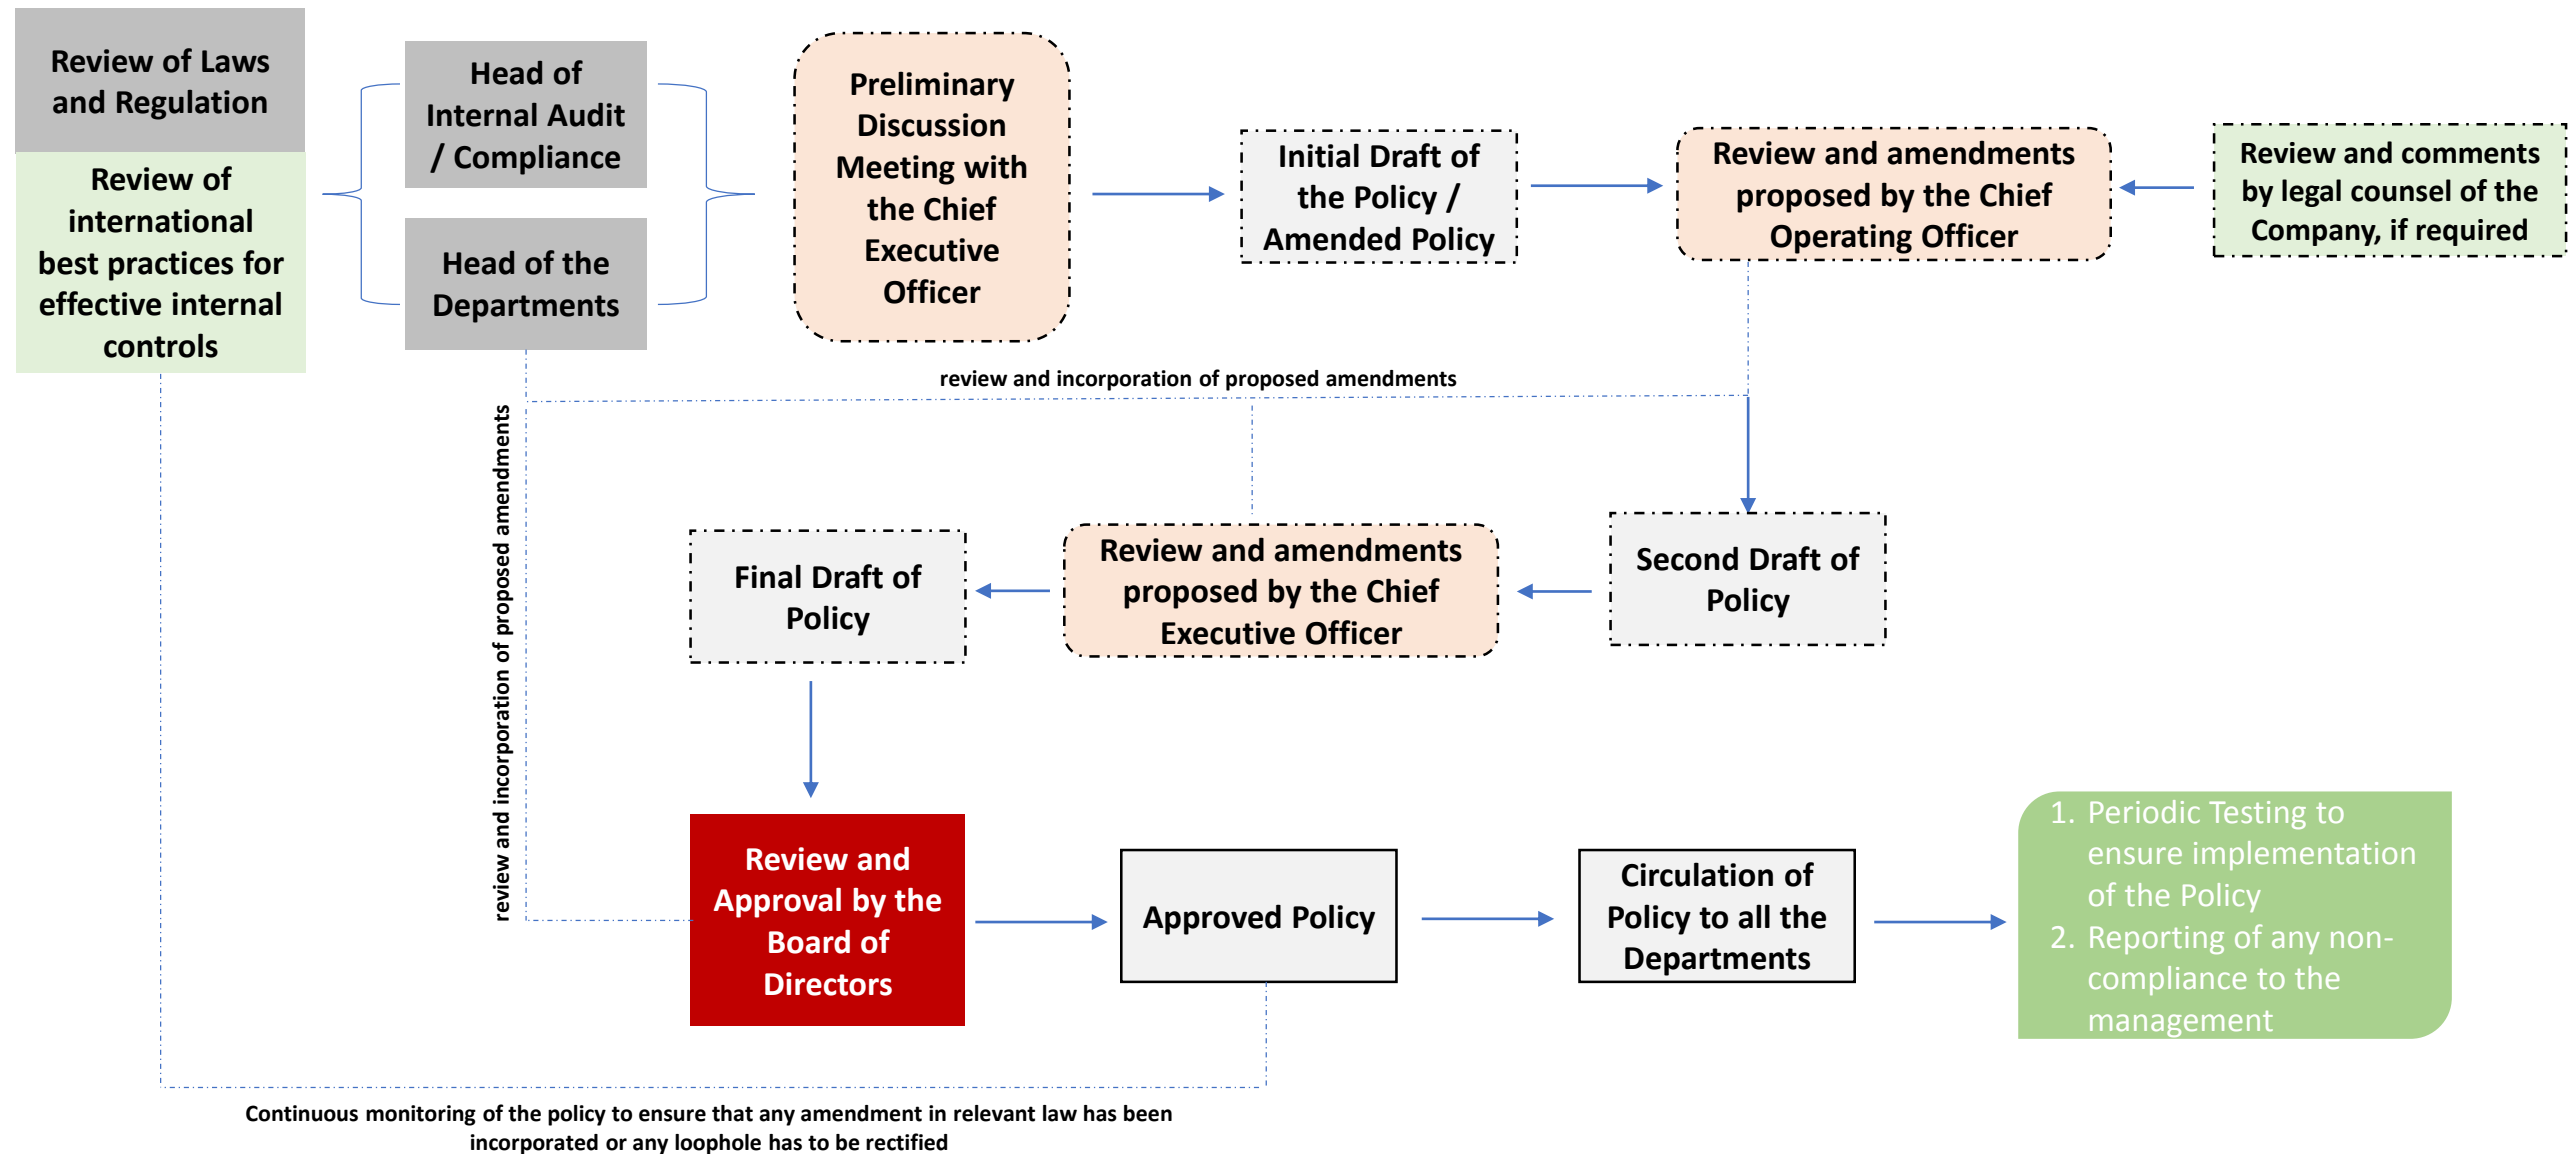 Review of Laws
and Regulation
Review of
international
best practices for
effective internal
controls
Head of
Internal Audit
/ Compliance
Head of the
Departments
Preliminary
Discussion
Meeting with
the Chief
Executive
Officer
Initial Draft of
the Policy /
Amended Policy
Review and amendments
proposed by the Chief
Operating Officer
Review and comments
by legal counsel of the
Company, if required
review and incorporation of proposed amendments
review and incorporation of proposed amendments
Final Draft of
Policy
Review and amendments
proposed by the Chief
Executive Officer
Second Draft of
Policy
Review and
Approval by the
Board of
Directors
Approved Policy
Circulation of
Policy to all the
Departments
1. Periodic Testing to
ensure implementation
of the Policy
2. Reporting of any non-
compliance to the
management
Continuous monitoring of the policy to ensure that any amendment in relevant law has been
incorporated or any loophole has to be rectified